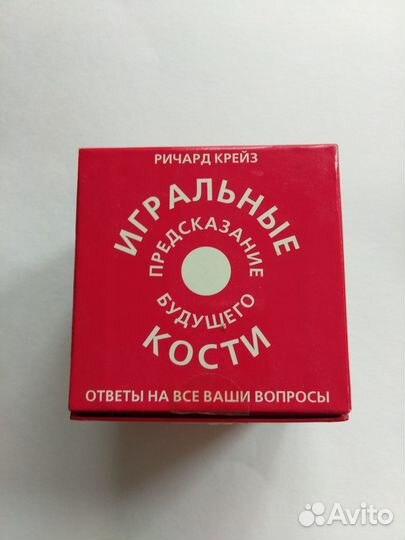 РИЧАРД КРЕЙЗ
ИГРАЛЬНЫЕ
ПРЕДСКАЗАНИЕ
БУДУЩЕГО
КОСТИ
ОТВЕТЫ НА ВСЕ ВАШИ ВОПРОСЫ
Avito